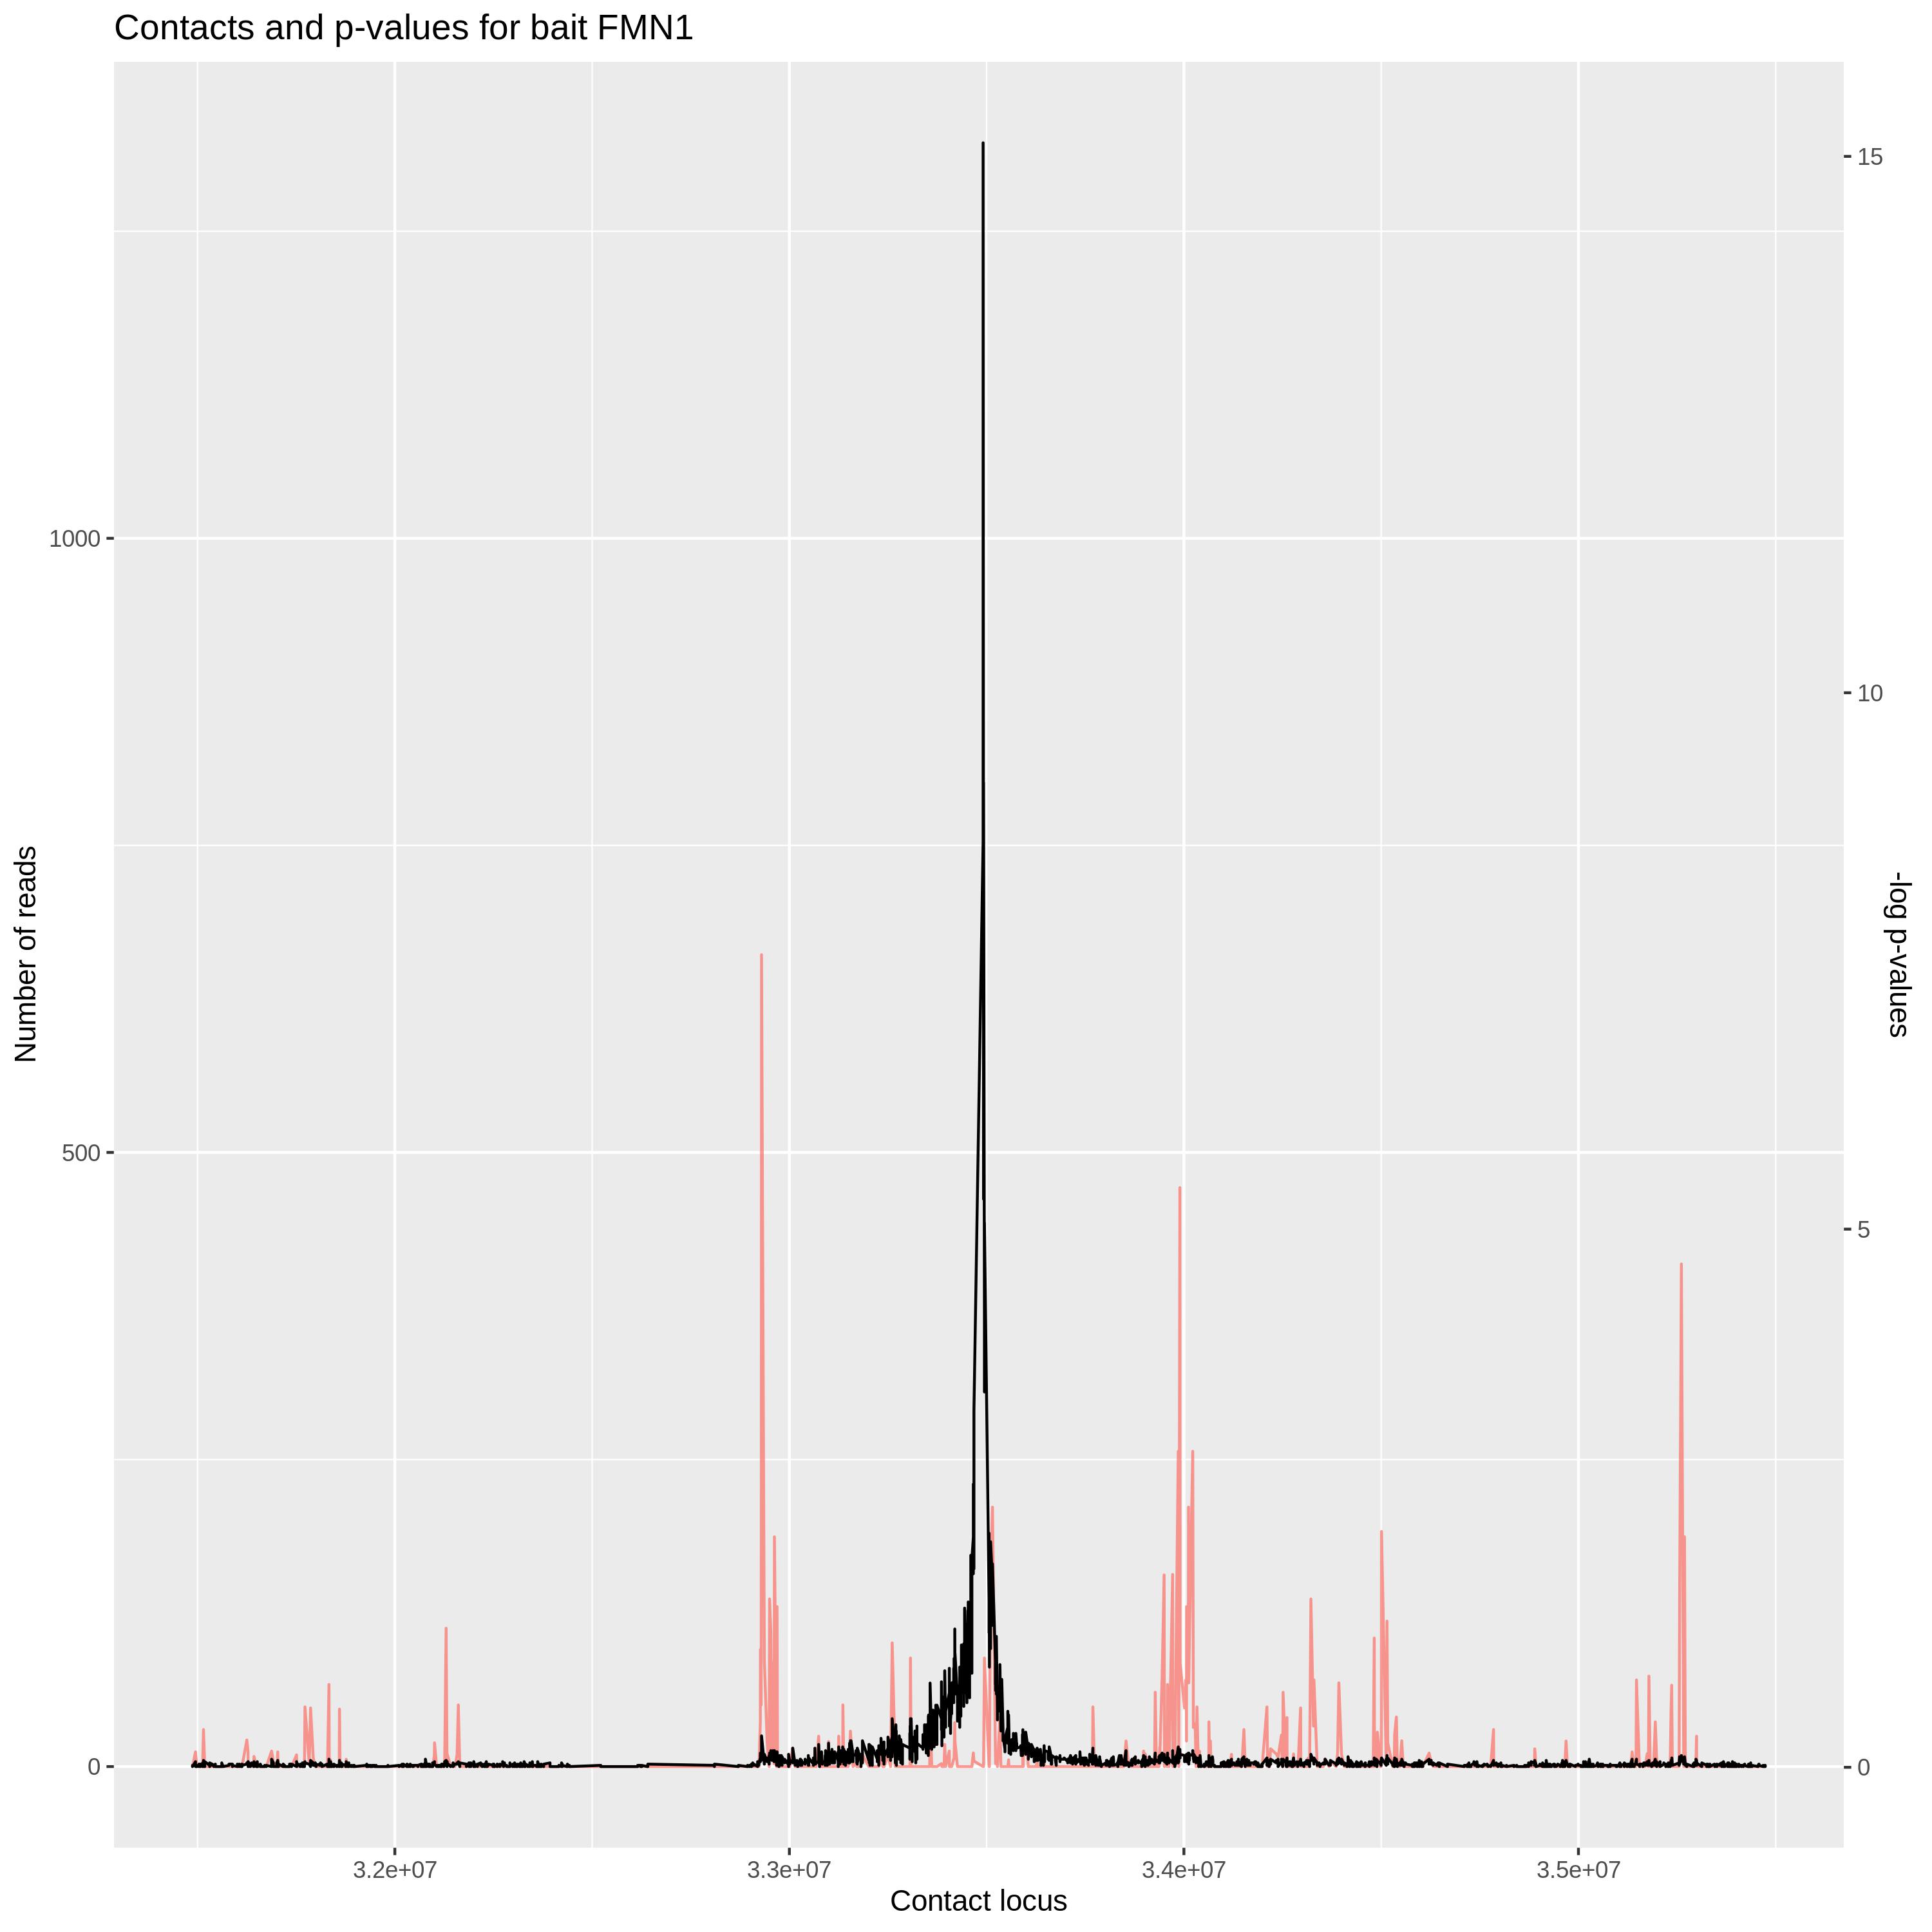 Contacts and p-values for bait FMN1
Number of reads
1000
500
0
15
10
5
0
-log p-values
3.2e+07
3.3e+07
3.4e+07
3.5e+07
Contact locus